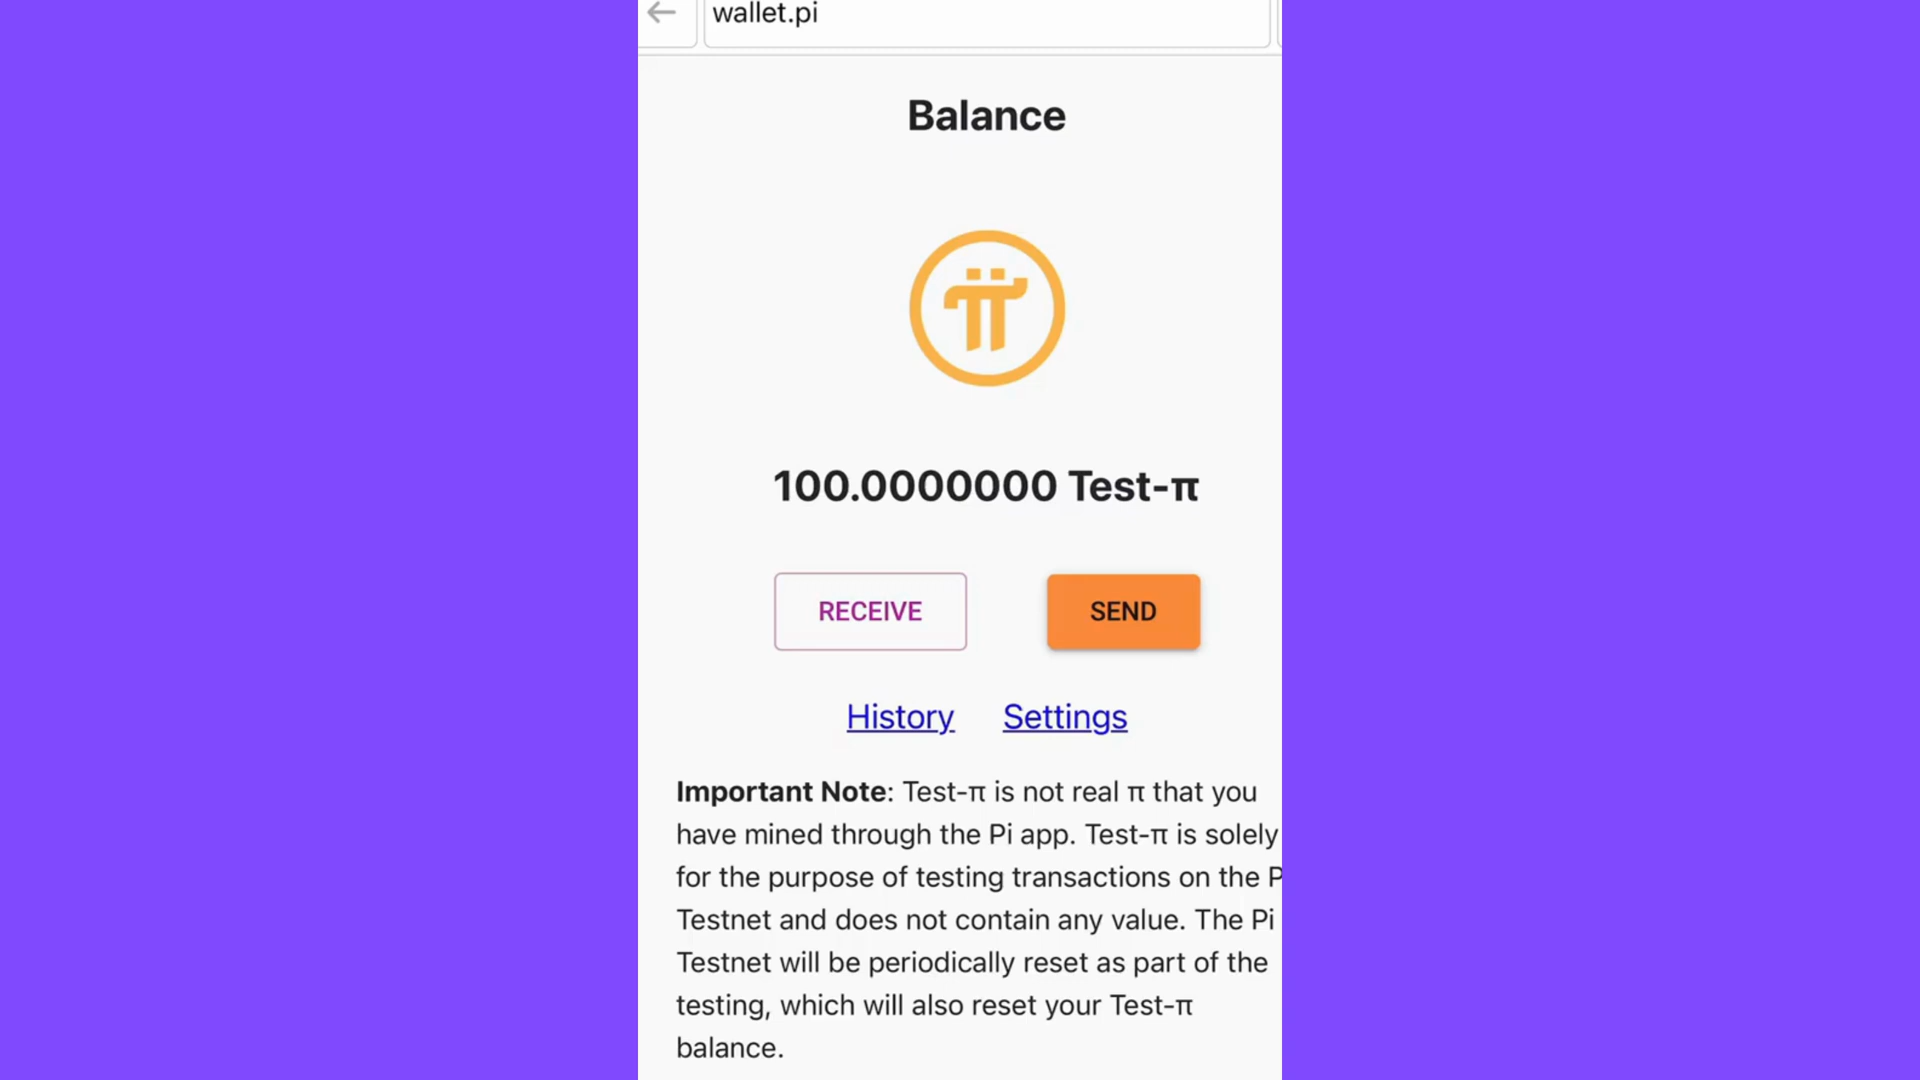 wallet.pi
Balance
100.0000000 Test-π
RECEIVE
SEND
History
Settings
Important Note: Test-π is not real π that you
have mined through the Pi app. Test-π is solely
for the purpose of testing transactions on the P
Testnet and does not contain any value. The Pi
Testnet will be periodically reset as part of the
testing, which will also reset your Test-π
balance.